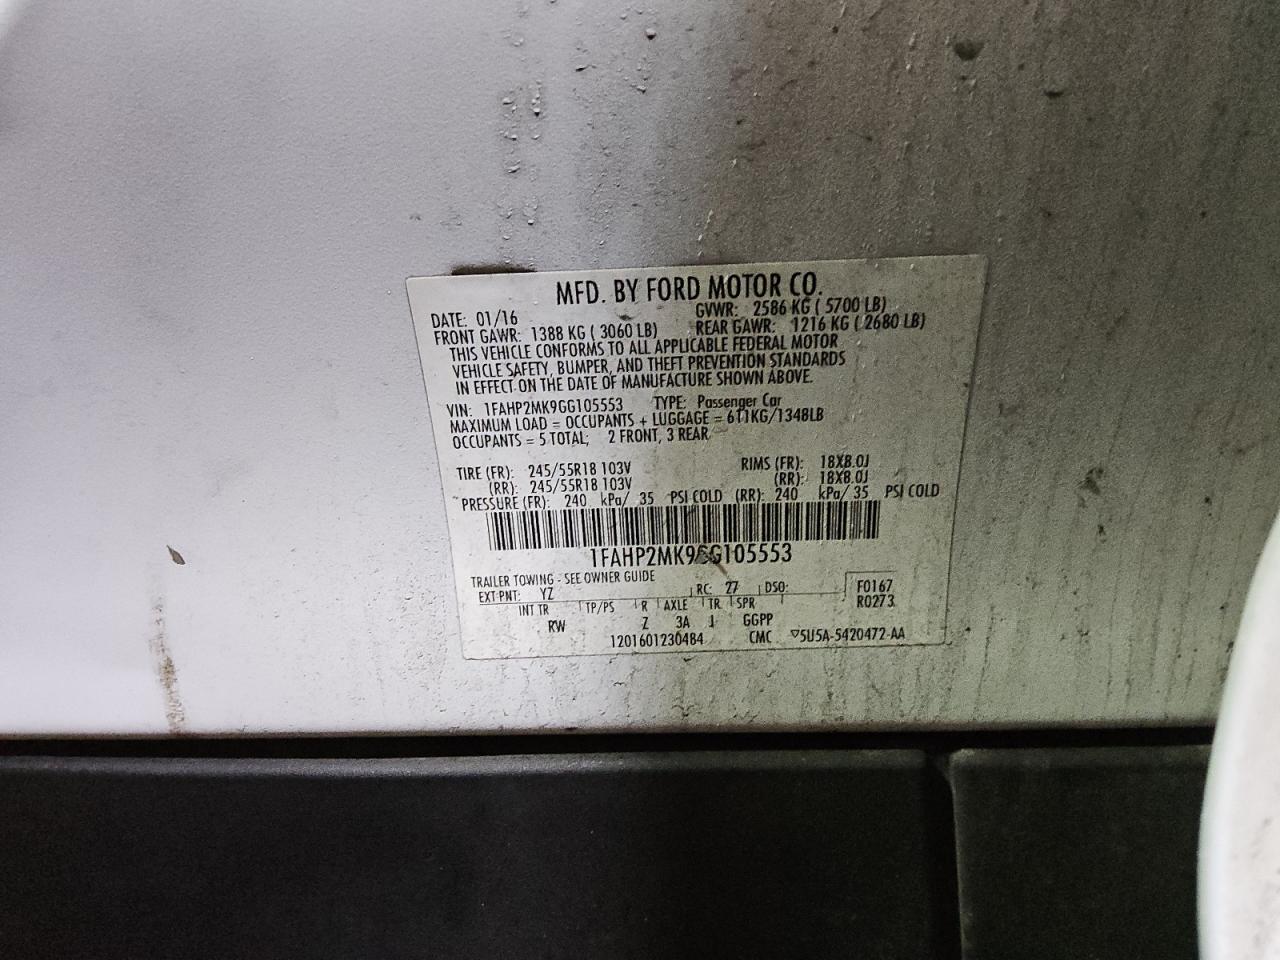 MFD. BY FORD MOTOR CO.
DATE: 01/16 GVWR: 2586 KG ( 5700 LB)
FRONT GAWR: 1388 KG ( 3060 LB) REAR GAWR: 1216 KG ( 2680 LB)
THIS VEHICLE CONFORMS TO ALL APPLICABLE FEDERAL MOTOR
VEHICLE SAFETY, BUMPER, AND THEFT PREVENTION STANDARDS
IN EFFECT ON THE DATE OF MANUFACTURE SHOWN ABOVE.
VIN: 1FAHP2MK9GG105553 TYPE: Passenger Car
MAXIMUM LOAD = OCCUPANTS + LUGGAGE = 611KG/1348LB
OCCUPANTS = 5 TOTAL, 2 FRONT, 3 REAR
TIRE (FR): 245/55R18 103V RIMS (FR): 18X8.0J
(RR): 245/55R18 103V (RR): 18X8.0J
PRESSURE (FR): 240 kPa/ 35 PSI COLD (RR): 240 kPa/ 35 PSI COLD
1FAHP2MK9GG105553
TRAILER TOWING - SEE OWNER GUIDE
EXT PNT: YZ RC: 27 DSO: F0167
INT TR TP/PS R AXLE TR SPR R0273
RW Z 3A J GGPP
1201601230484 CMC ▽5U5A-5420472-AA